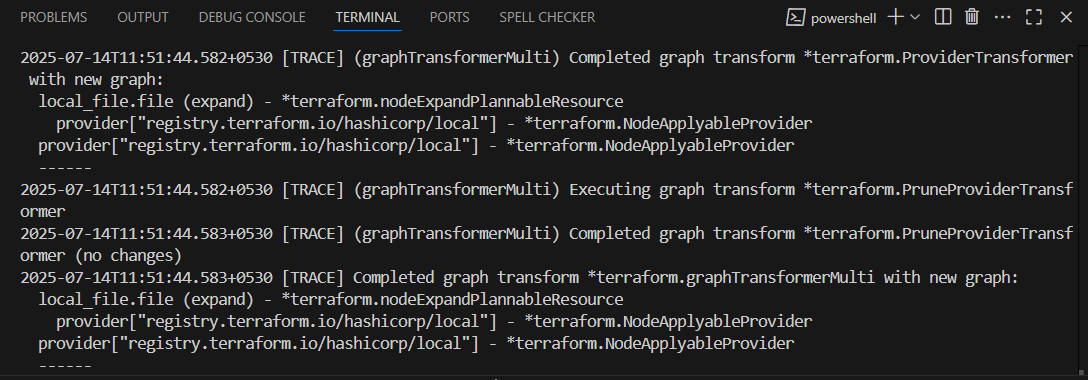 PROBLEMS OUTPUT DEBUG CONSOLE TERMINAL PORTS SPELL CHECKER powershell
2025-07-14T11:51:44.582+0530 [TRACE] (graphTransformerMulti) Completed graph transform *terraform.ProviderTransformer
 with new graph:
  local_file.file (expand) - *terraform.nodeExpandPlannableResource
    provider["registry.terraform.io/hashicorp/local"] - *terraform.NodeApplyableProvider
  provider["registry.terraform.io/hashicorp/local"] - *terraform.NodeApplyableProvider
  ------
2025-07-14T11:51:44.582+0530 [TRACE] (graphTransformerMulti) Executing graph transform *terraform.PruneProviderTransf
ormer
2025-07-14T11:51:44.583+0530 [TRACE] (graphTransformerMulti) Completed graph transform *terraform.PruneProviderTransf
ormer (no changes)
2025-07-14T11:51:44.583+0530 [TRACE] Completed graph transform *terraform.graphTransformerMulti with new graph:
  local_file.file (expand) - *terraform.nodeExpandPlannableResource
    provider["registry.terraform.io/hashicorp/local"] - *terraform.NodeApplyableProvider
  provider["registry.terraform.io/hashicorp/local"] - *terraform.NodeApplyableProvider
  ------